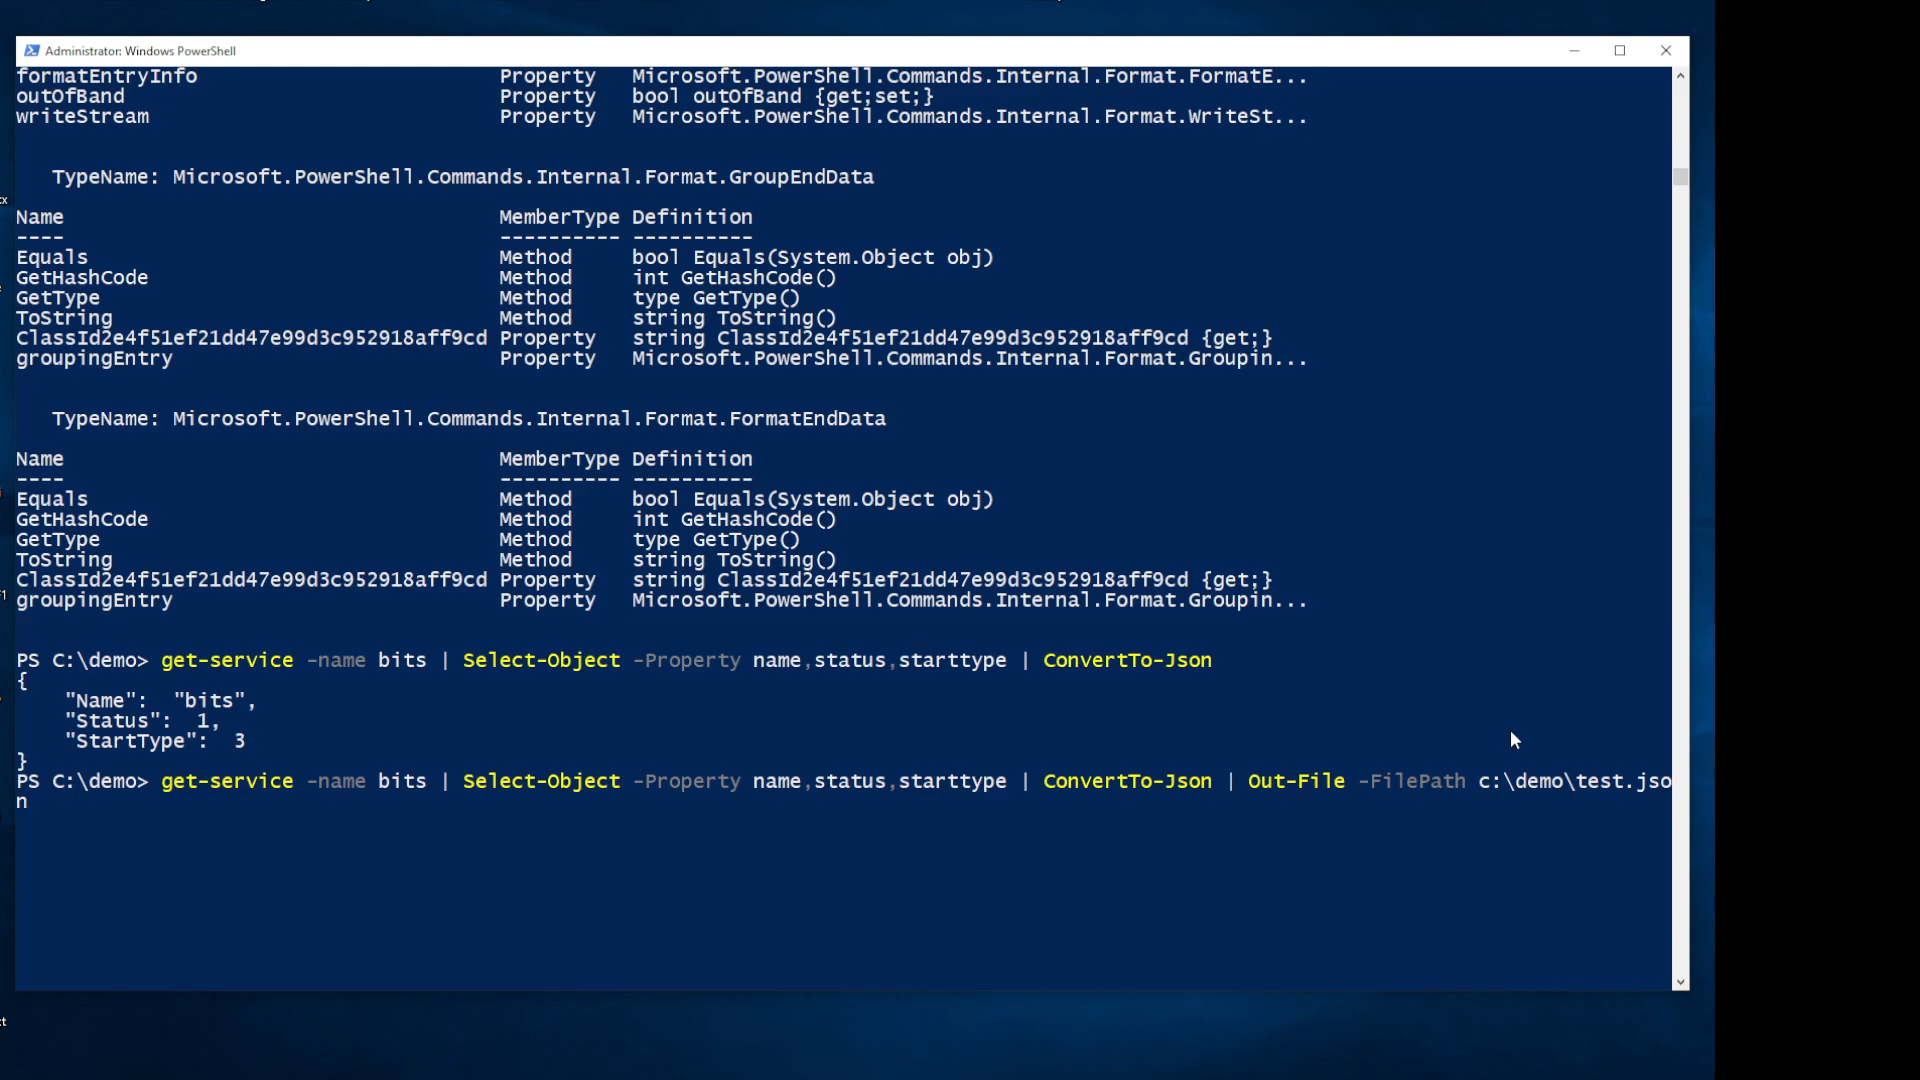 Administrator: Windows PowerShell
formatEntryInfo Property Microsoft.PowerShell.Commands.Internal.Format.FormatE...
outOfBand Property bool outOfBand {get;set;}
writeStream Property Microsoft.PowerShell.Commands.Internal.Format.WriteSt...
TypeName: Microsoft.PowerShell.Commands.Internal.Format.GroupEndData
Name MemberType Definition
---- ---------- ----------
Equals Method bool Equals(System.Object obj)
GetHashCode Method int GetHashCode()
GetType Method type GetType()
ToString Method string ToString()
ClassId2e4f51ef21dd47e99d3c952918aff9cd Property string ClassId2e4f51ef21dd47e99d3c952918aff9cd {get;}
groupingEntry Property Microsoft.PowerShell.Commands.Internal.Format.Groupin...
TypeName: Microsoft.PowerShell.Commands.Internal.Format.FormatEndData
Name MemberType Definition
---- ---------- ----------
Equals Method bool Equals(System.Object obj)
GetHashCode Method int GetHashCode()
GetType Method type GetType()
ToString Method string ToString()
ClassId2e4f51ef21dd47e99d3c952918aff9cd Property string ClassId2e4f51ef21dd47e99d3c952918aff9cd {get;}
groupingEntry Property Microsoft.PowerShell.Commands.Internal.Format.Groupin...
PS C:\demo> get-service -name bits | Select-Object -Property name,status,starttype | ConvertTo-Json
{
"Name": "bits",
"Status": 1,
"StartType": 3
}
PS C:\demo> get-service -name bits | Select-Object -Property name,status,starttype | ConvertTo-Json | Out-File -FilePath c:\demo\test.jso
n